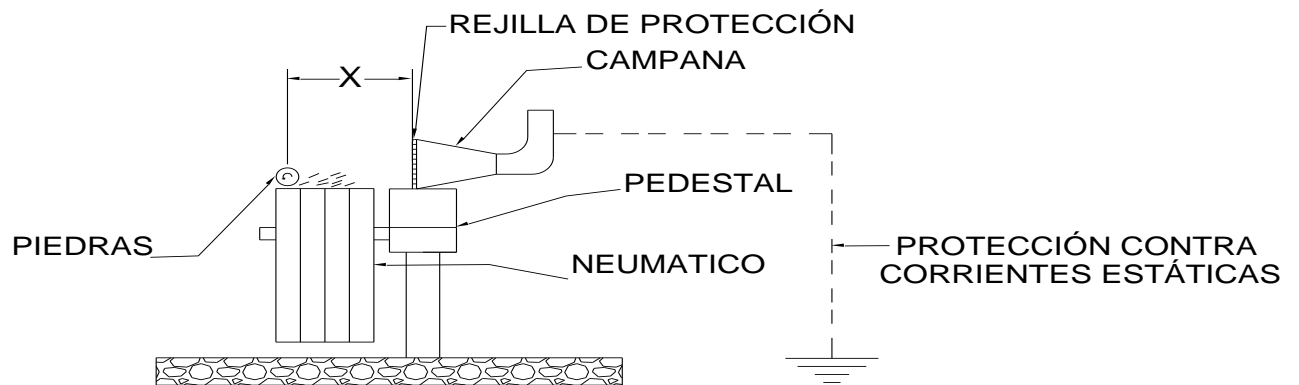 REJILLA DE PROTECCIÓN
CAMPANA
X
PEDESTAL
PIEDRAS
NEUMATICO
PROTECCIÓN CONTRA
CORRIENTES ESTÁTICAS